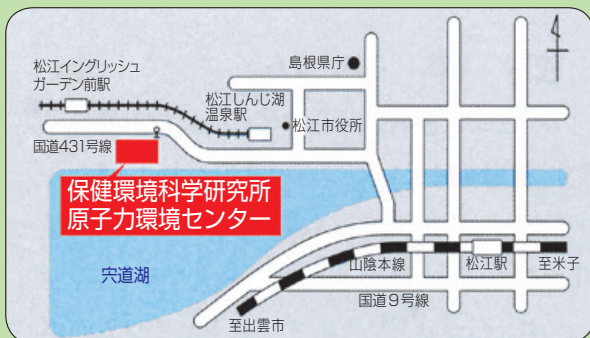 松江イングリッシュ
ガーデン前駅
島根県庁
松江しんじ湖
温泉駅
松江市役所
国道431号線
保健環境科学研究所
原子力環境センター
宍道湖
山陰本線
松江駅
至米子
国道9号線
至出雲市